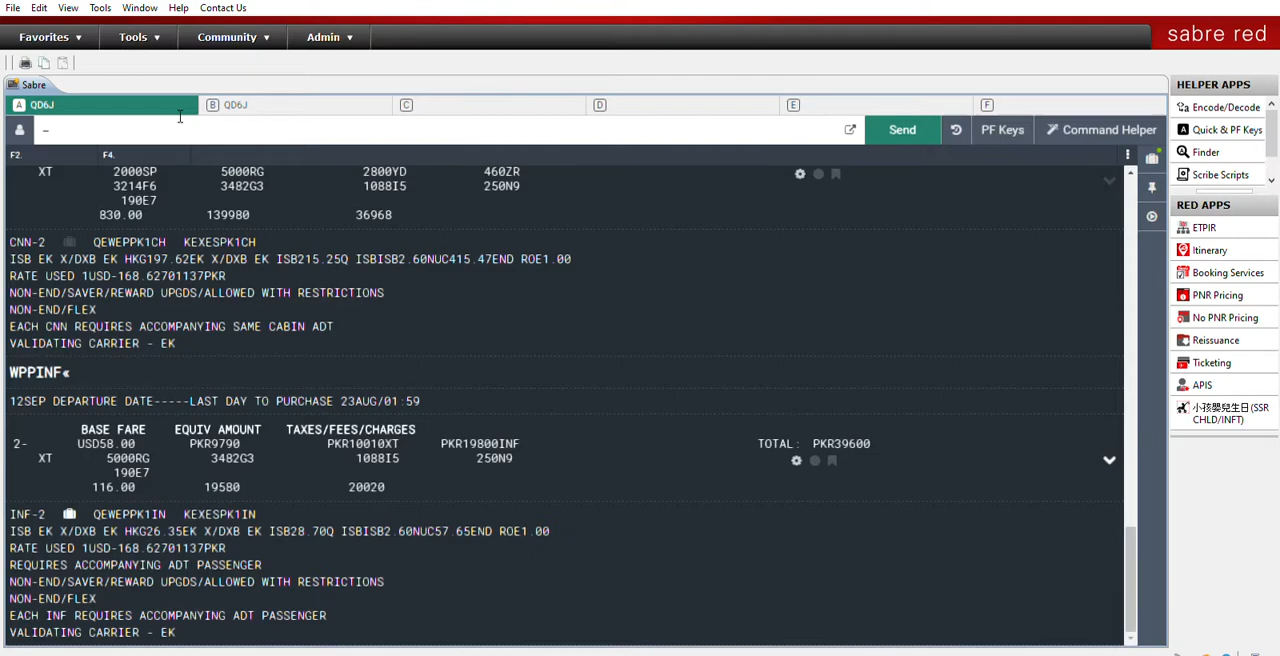 File Edit View Tools Window Help Contact Us
Favorites Tools Community Admin sabre red
Sabre
A QD6J B QD6J C D E F
Send PF Keys Command Helper
F2. F4.
XT 2000SP 5000RG 2800YD 460ZR
3214F6 3482G3 1088I5 250N9
190E7
830.00 139980 36968
CNN-2 QEWEPPK1CH KEXESPK1CH
ISB EK X/DXB EK HKG197.62EK X/DXB EK ISB215.25Q ISBISB2.60NUC415.47END ROE1.00
RATE USED 1USD-168.62701137PKR
NON-END/SAVER/REWARD UPGDS/ALLOWED WITH RESTRICTIONS
NON-END/FLEX
EACH CNN REQUIRES ACCOMPANYING SAME CABIN ADT
VALIDATING CARRIER - EK
WPPINF«
12SEP DEPARTURE DATE-----LAST DAY TO PURCHASE 23AUG/01:59
BASE FARE EQUIV AMOUNT TAXES/FEES/CHARGES
2- USD58.00 PKR9790 PKR10010XT PKR19800INF TOTAL: PKR39600
XT 5000RG 3482G3 1088I5 250N9
190E7
116.00 19580 20020
INF-2 QEWEPPK1IN KEXESPK1IN
ISB EK X/DXB EK HKG26.35EK X/DXB EK ISB28.70Q ISBISB2.60NUC57.65END ROE1.00
RATE USED 1USD-168.62701137PKR
REQUIRES ACCOMPANYING ADT PASSENGER
NON-END/SAVER/REWARD UPGDS/ALLOWED WITH RESTRICTIONS
NON-END/FLEX
EACH INF REQUIRES ACCOMPANYING ADT PASSENGER
VALIDATING CARRIER - EK
HELPER APPS
Encode/Decode
Quick & PF Keys
Finder
Scribe Scripts
RED APPS
ETPIR
Itinerary
Booking Services
PNR Pricing
No PNR Pricing
Reissuance
Ticketing
APIS
小孩嬰兒生日(SSR
CHLD/INFT)